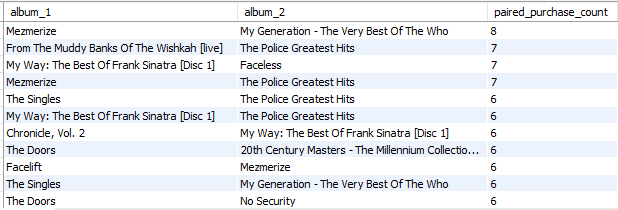 album_1 album_2 paired_purchase_count
Mezmerize My Generation - The Very Best Of The Who 8
From The Muddy Banks Of The Wishkah [live] The Police Greatest Hits 7
My Way: The Best Of Frank Sinatra [Disc 1] Faceless 7
Mezmerize The Police Greatest Hits 7
The Singles The Police Greatest Hits 6
My Way: The Best Of Frank Sinatra [Disc 1] The Police Greatest Hits 6
Chronicle, Vol. 2 My Way: The Best Of Frank Sinatra [Disc 1] 6
The Doors 20th Century Masters - The Millennium Collectio... 6
Facelift Mezmerize 6
The Singles My Generation - The Very Best Of The Who 6
The Doors No Security 6